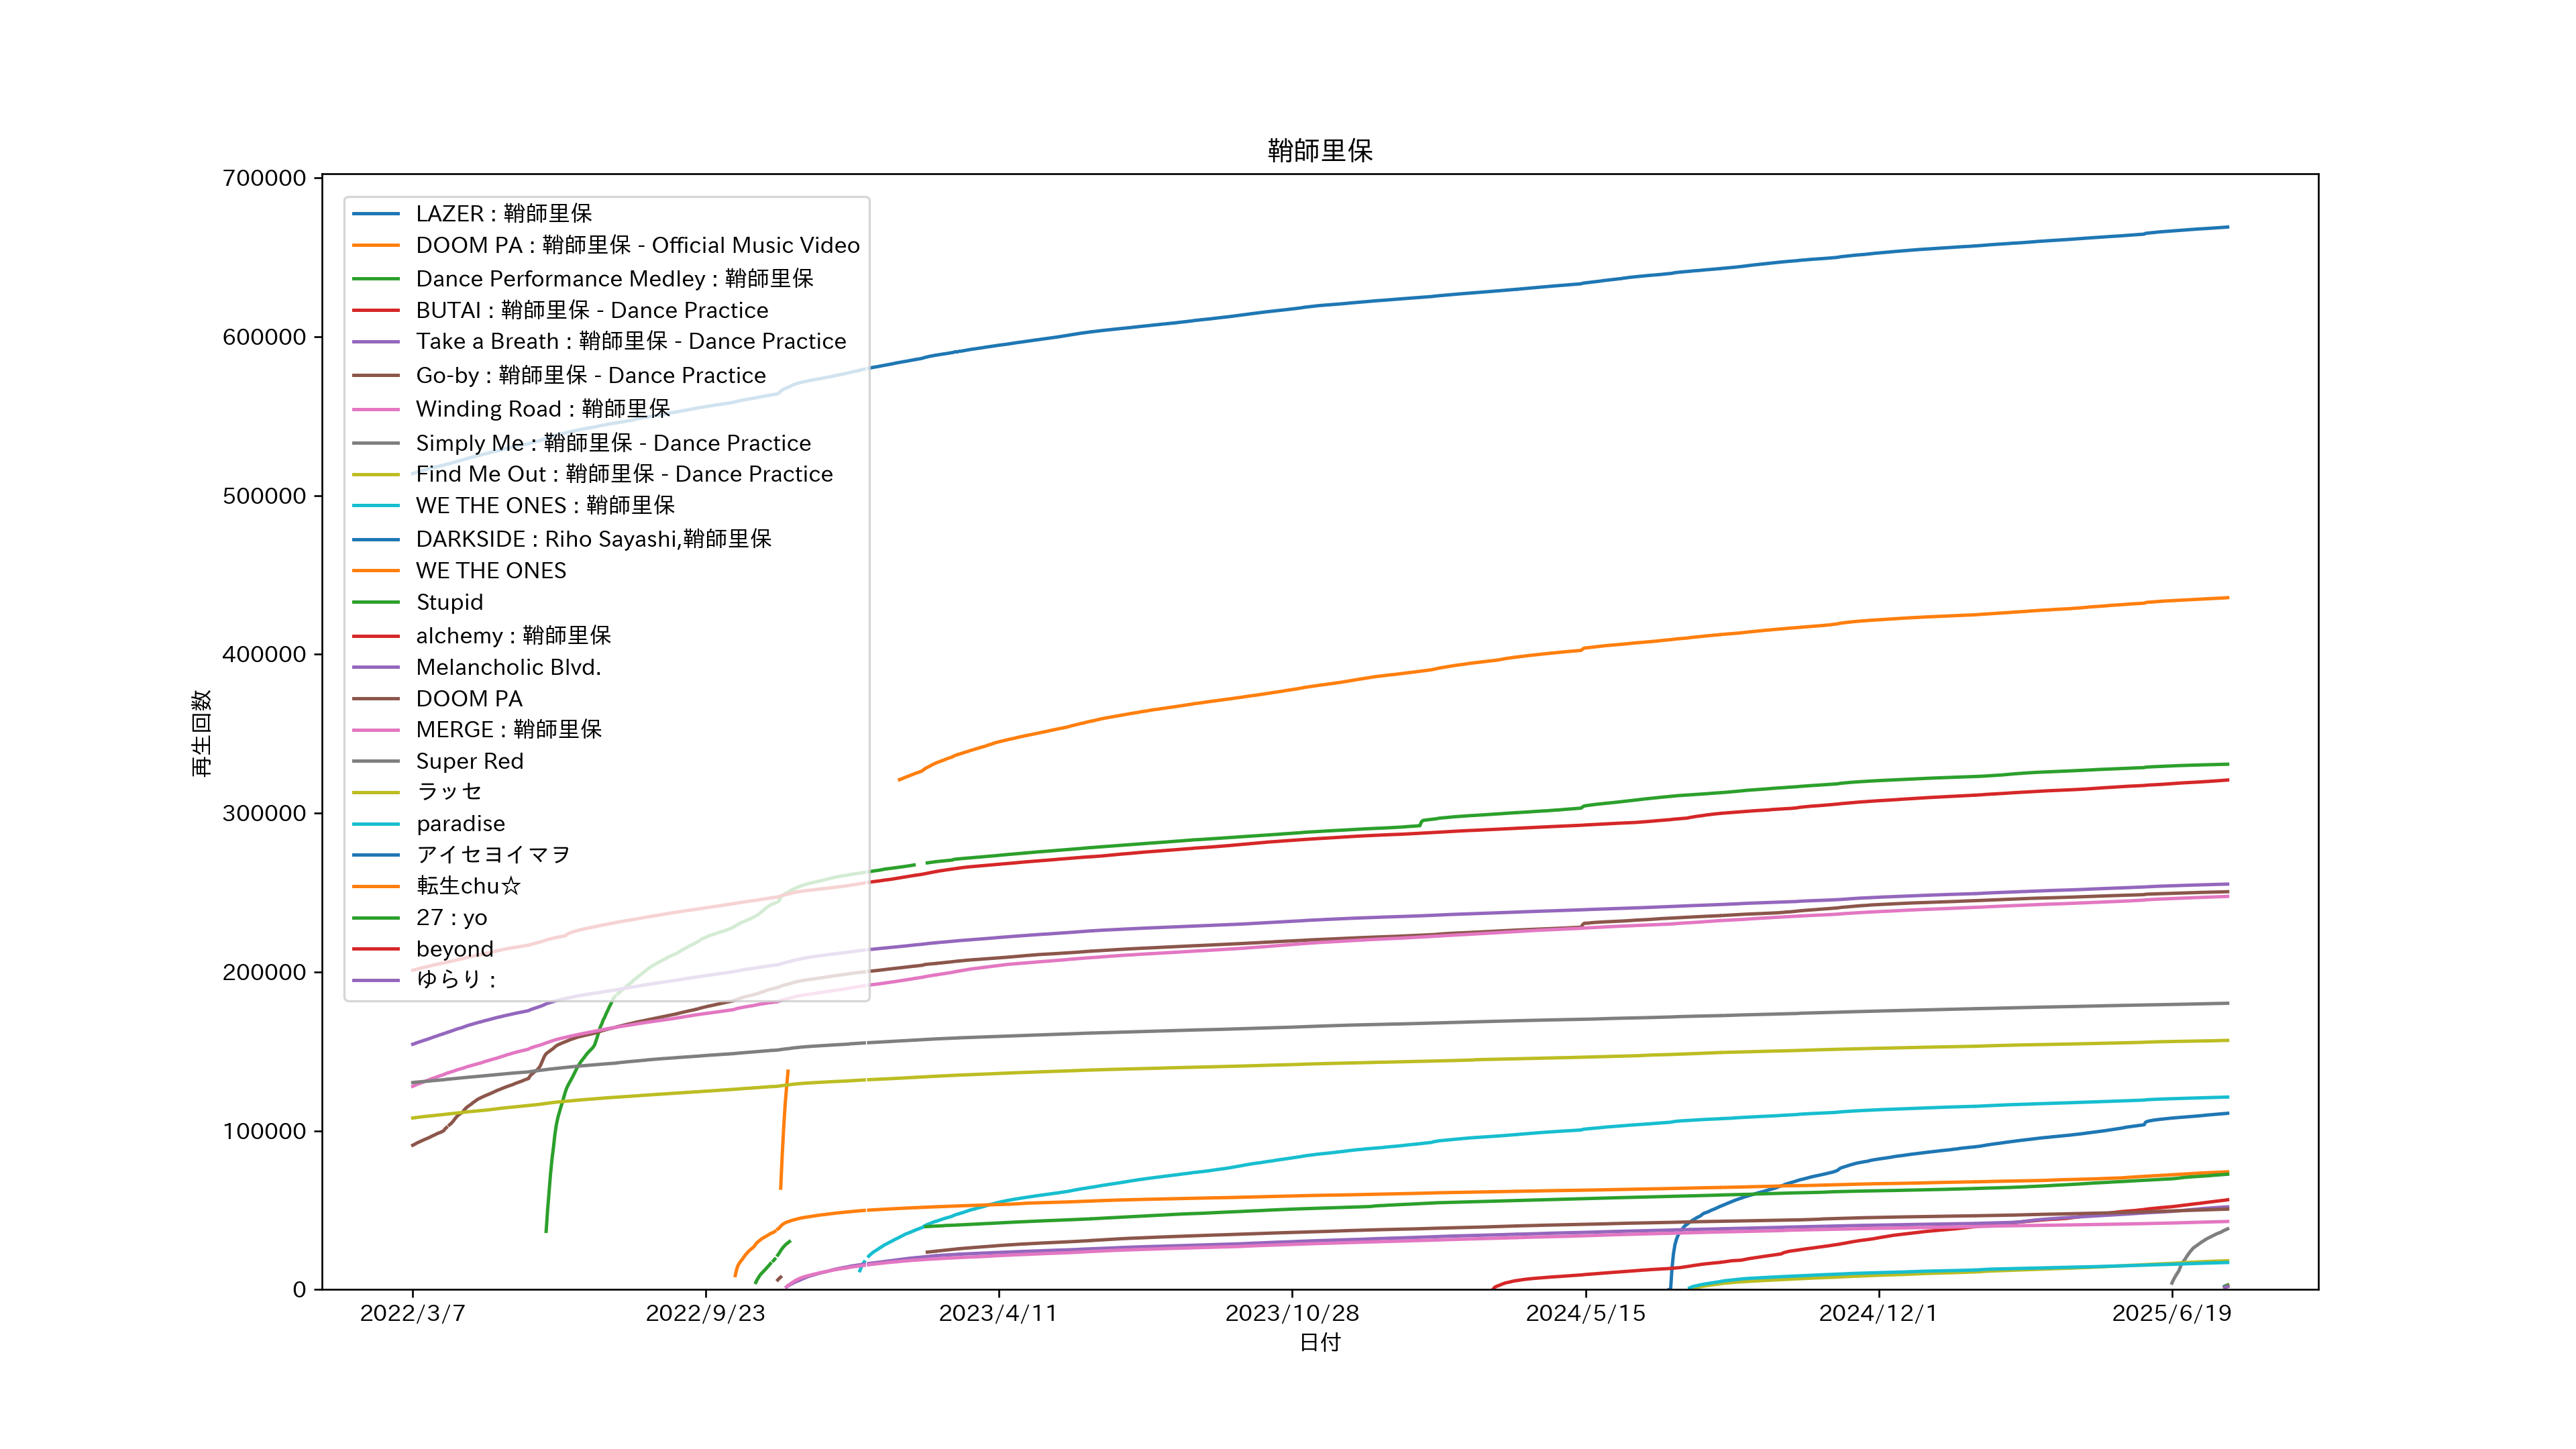 鞘師里保
700000
600000
500000
400000
300000
200000
100000
0
再生回数
LAZER : 鞘師里保
DOOM PA : 鞘師里保 - Official Music Video
Dance Performance Medley : 鞘師里保
BUTAI : 鞘師里保 - Dance Practice
Take a Breath : 鞘師里保 - Dance Practice
Go-by : 鞘師里保 - Dance Practice
Winding Road : 鞘師里保
Simply Me : 鞘師里保 - Dance Practice
Find Me Out : 鞘師里保 - Dance Practice
WE THE ONES : 鞘師里保
DARKSIDE : Riho Sayashi,鞘師里保
WE THE ONES
Stupid
alchemy : 鞘師里保
Melancholic Blvd.
DOOM PA
MERGE : 鞘師里保
Super Red
ラッセ
paradise
アイセヨイマヲ
転生chu☆
27 : yo
beyond
ゆらり :
2022/3/7 2022/9/23 2023/4/11 2023/10/28 2024/5/15 2024/12/1 2025/6/19
日付